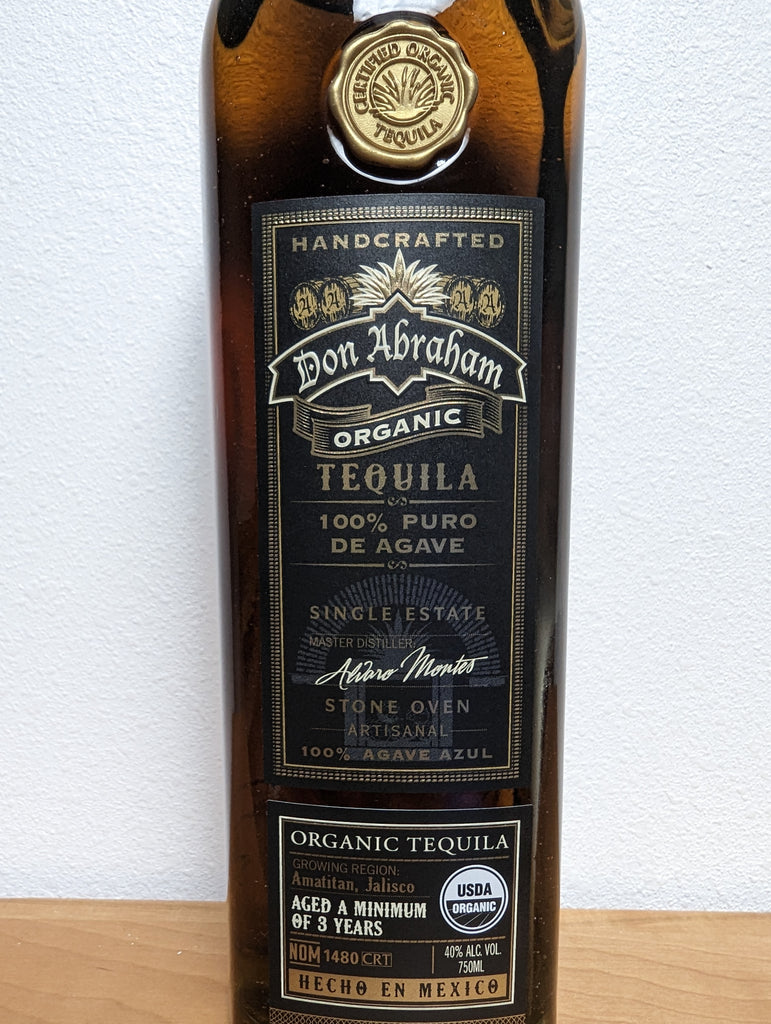 CERTIFIED ORGANIC
TEQUILA
HANDCRAFTED
A A A A
Don Abraham
ORGANIC
TEQUILA
100% PURO
DE AGAVE
SINGLE ESTATE
MASTER DISTILLER:
Alvaro Montes
STONE OVEN
ARTISANAL
100% AGAVE AZUL
ORGANIC TEQUILA
GROWING REGION:
Amatitan, Jalisco
AGED A MINIMUM
OF 3 YEARS
USDA
ORGANIC
NOM 1480 CRT
40% ALC. VOL.
750ML
HECHO EN MEXICO